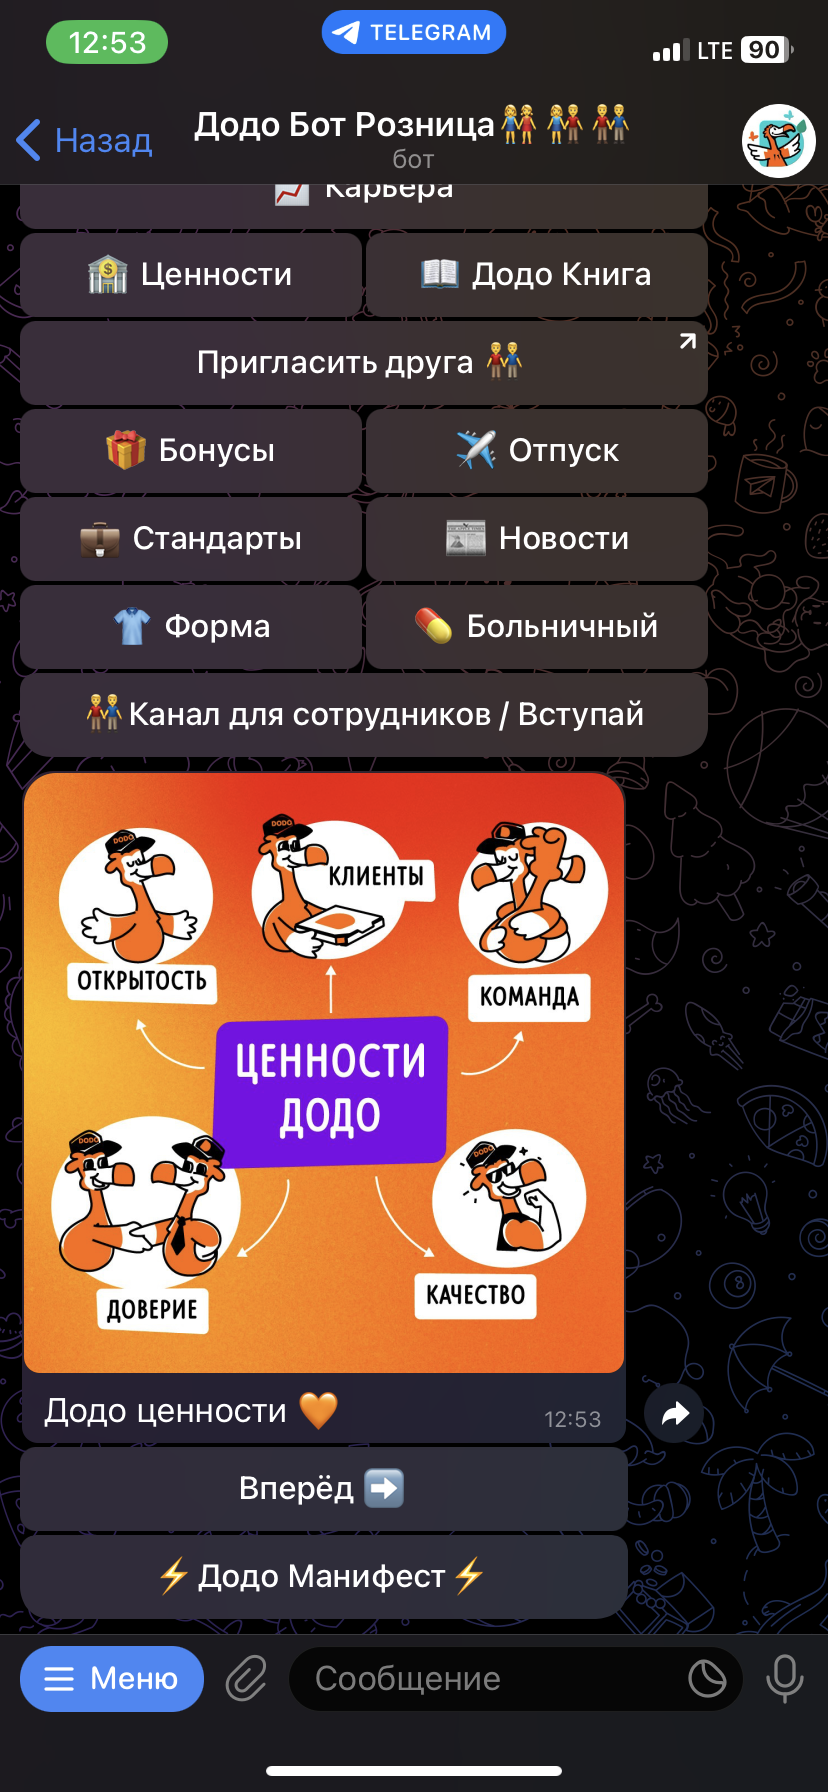 12:53
TELEGRAM
LTE 90
Назад
Додо Бот Розница
бот
Карьера
Ценности
Додо Книга
Пригласить друга
Бонусы
Отпуск
Стандарты
Новости
Форма
Больничный
Канал для сотрудников / Вступай
DODO
ОТКРЫТОСТЬ
DODO
КЛИЕНТЫ
КОМАНДА
ЦЕННОСТИ
ДОДО
DODO
ДОВЕРИЕ
DODO
КАЧЕСТВО
Додо ценности
12:53
Вперёд
Додо Манифест
Меню
Сообщение